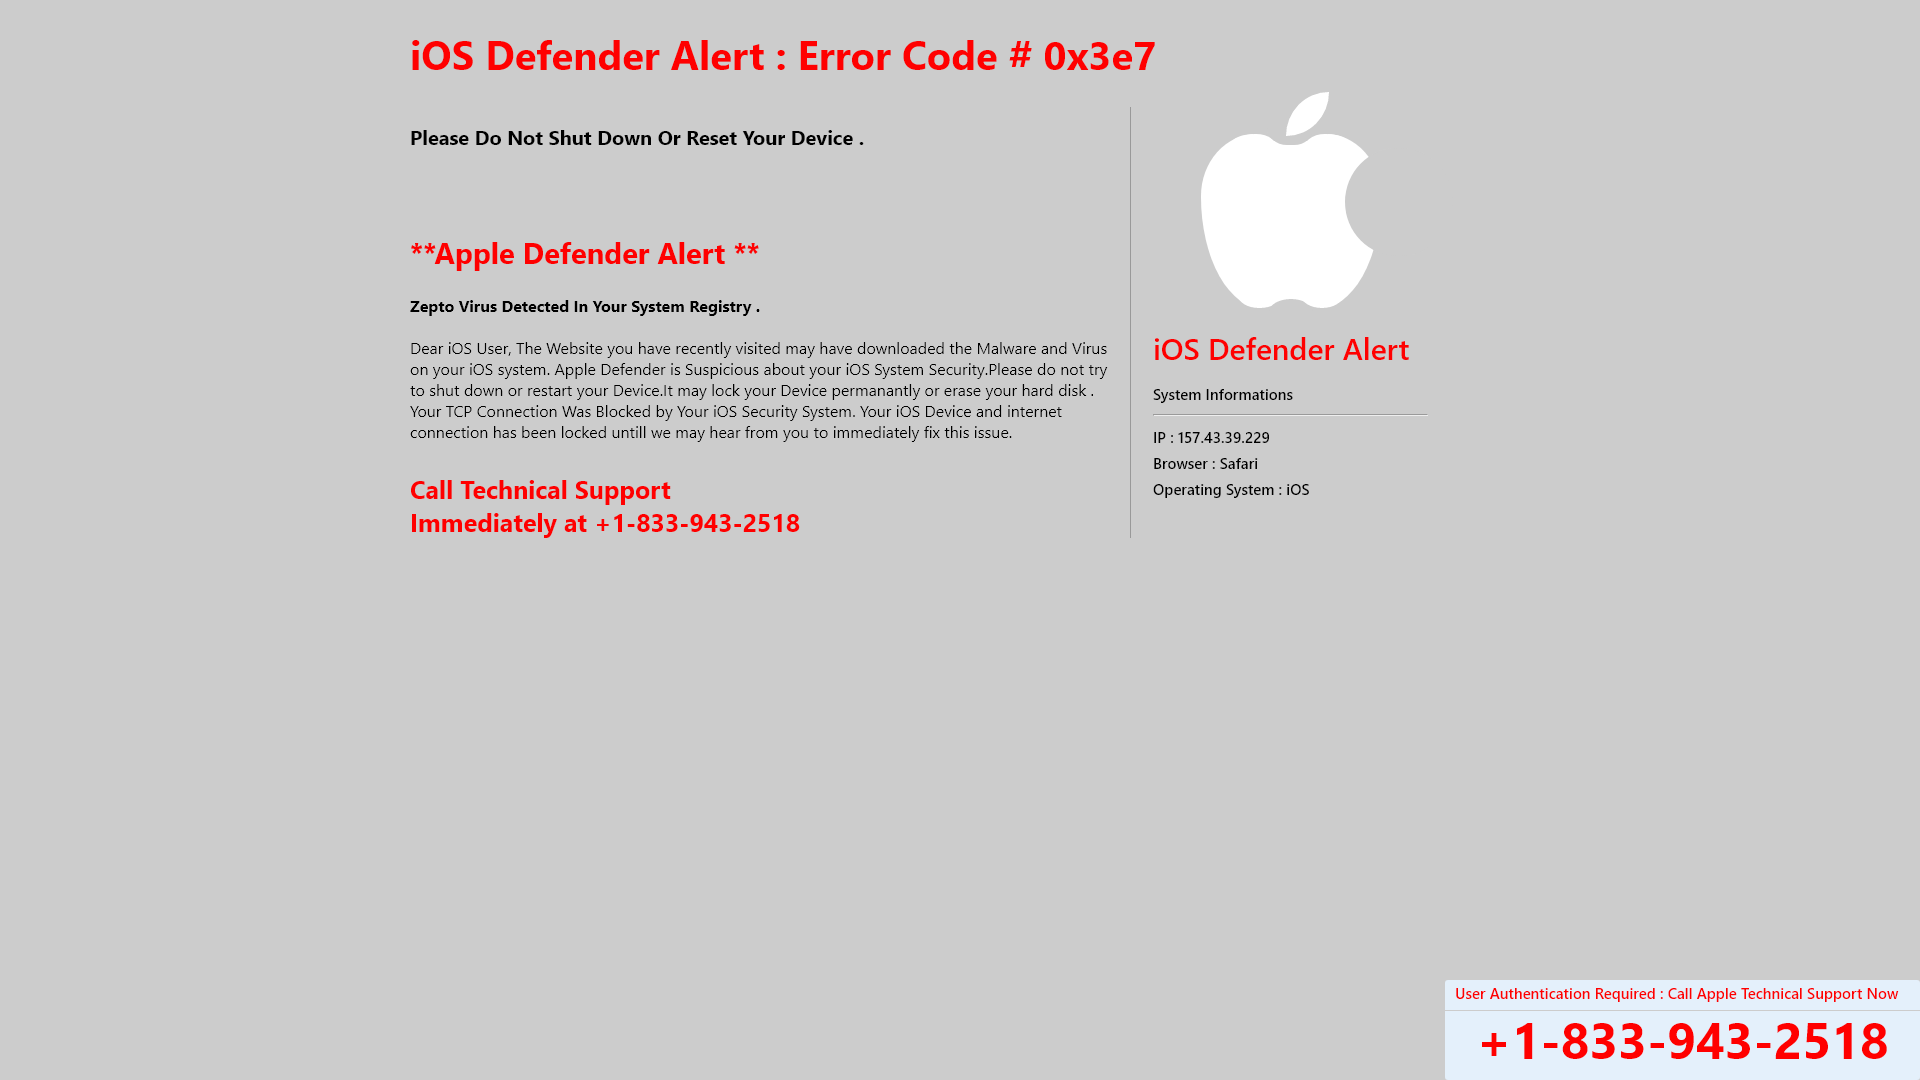 iOS Defender Alert : Error Code # 0x3e7
Please Do Not Shut Down Or Reset Your Device .
**Apple Defender Alert **
Zepto Virus Detected In Your System Registry .
Dear iOS User, The Website you have recently visited may have downloaded the Malware and Virus
on your iOS system. Apple Defender is Suspicious about your iOS System Security.Please do not try
to shut down or restart your Device.It may lock your Device permanantly or erase your hard disk .
Your TCP Connection Was Blocked by Your iOS Security System. Your iOS Device and internet
connection has been locked untill we may hear from you to immediately fix this issue.
Call Technical Support
Immediately at +1-833-943-2518
iOS Defender Alert
System Informations
IP : 157.43.39.229
Browser : Safari
Operating System : iOS
User Authentication Required : Call Apple Technical Support Now
+1-833-943-2518